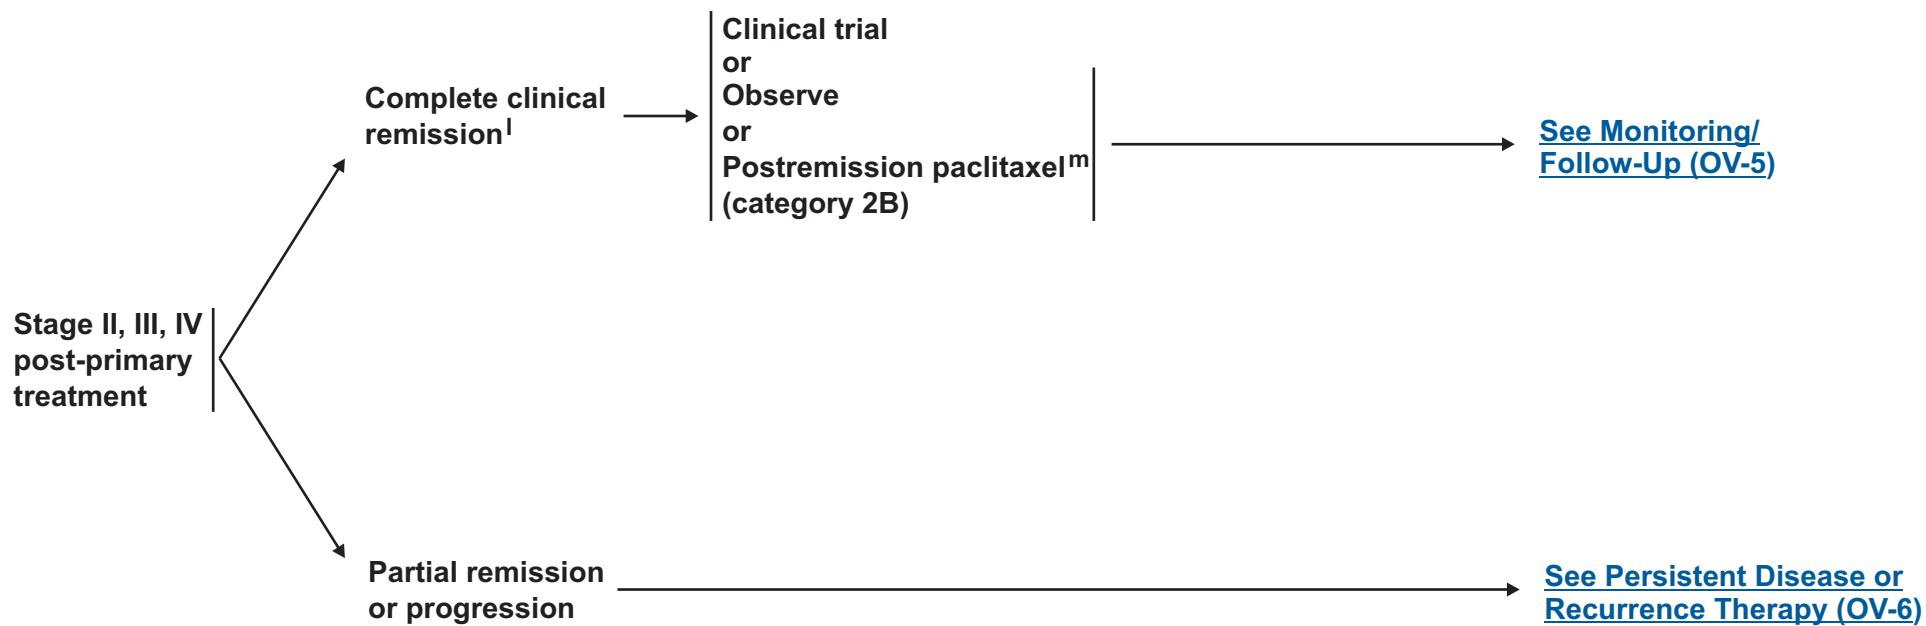 Stage II, III, IV
post-primary
treatment
Complete clinical
remissionˡ
Clinical trial
or
Observe
or
Postremission paclitaxelᵐ
(category 2B)
See Monitoring/
Follow-Up (OV-5)
Partial remission
or progression
See Persistent Disease or
Recurrence Therapy (OV-6)